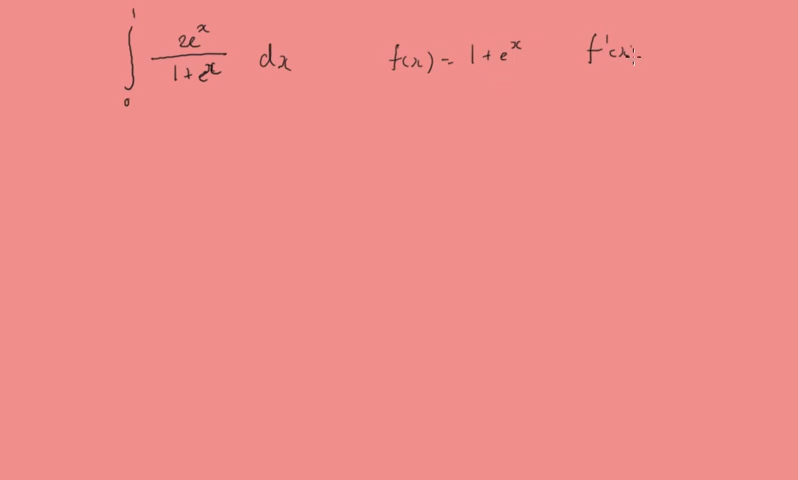 ∫₀¹ 2eˣ/(1+eˣ) dx f(x) = 1 + eˣ f'(x) =